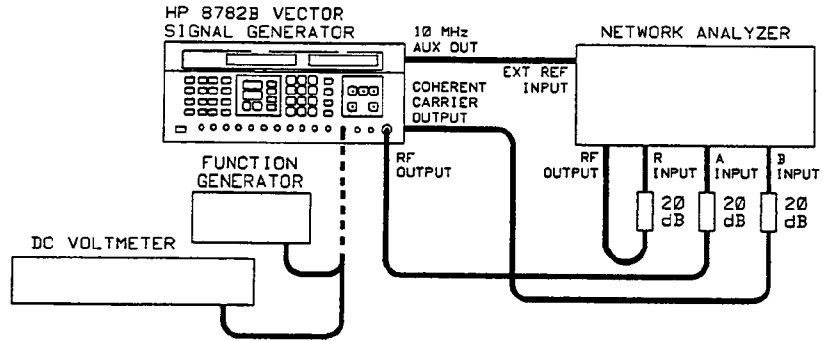 HP 8782B VECTOR
SIGNAL GENERATOR
10 MHz
AUX OUT
NETWORK ANALYZER
EXT REF
INPUT
COHERENT
CARRIER
OUTPUT
RF
OUTPUT
RF
OUTPUT
R
INPUT
A
INPUT
B
INPUT
FUNCTION
GENERATOR
20
dB
20
dB
20
dB
DC VOLTMETER